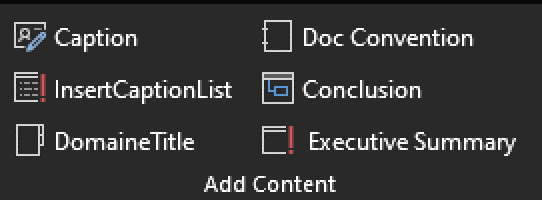 Caption
Doc Convention
InsertCaptionList
Conclusion
DomaineTitle
Executive Summary
Add Content